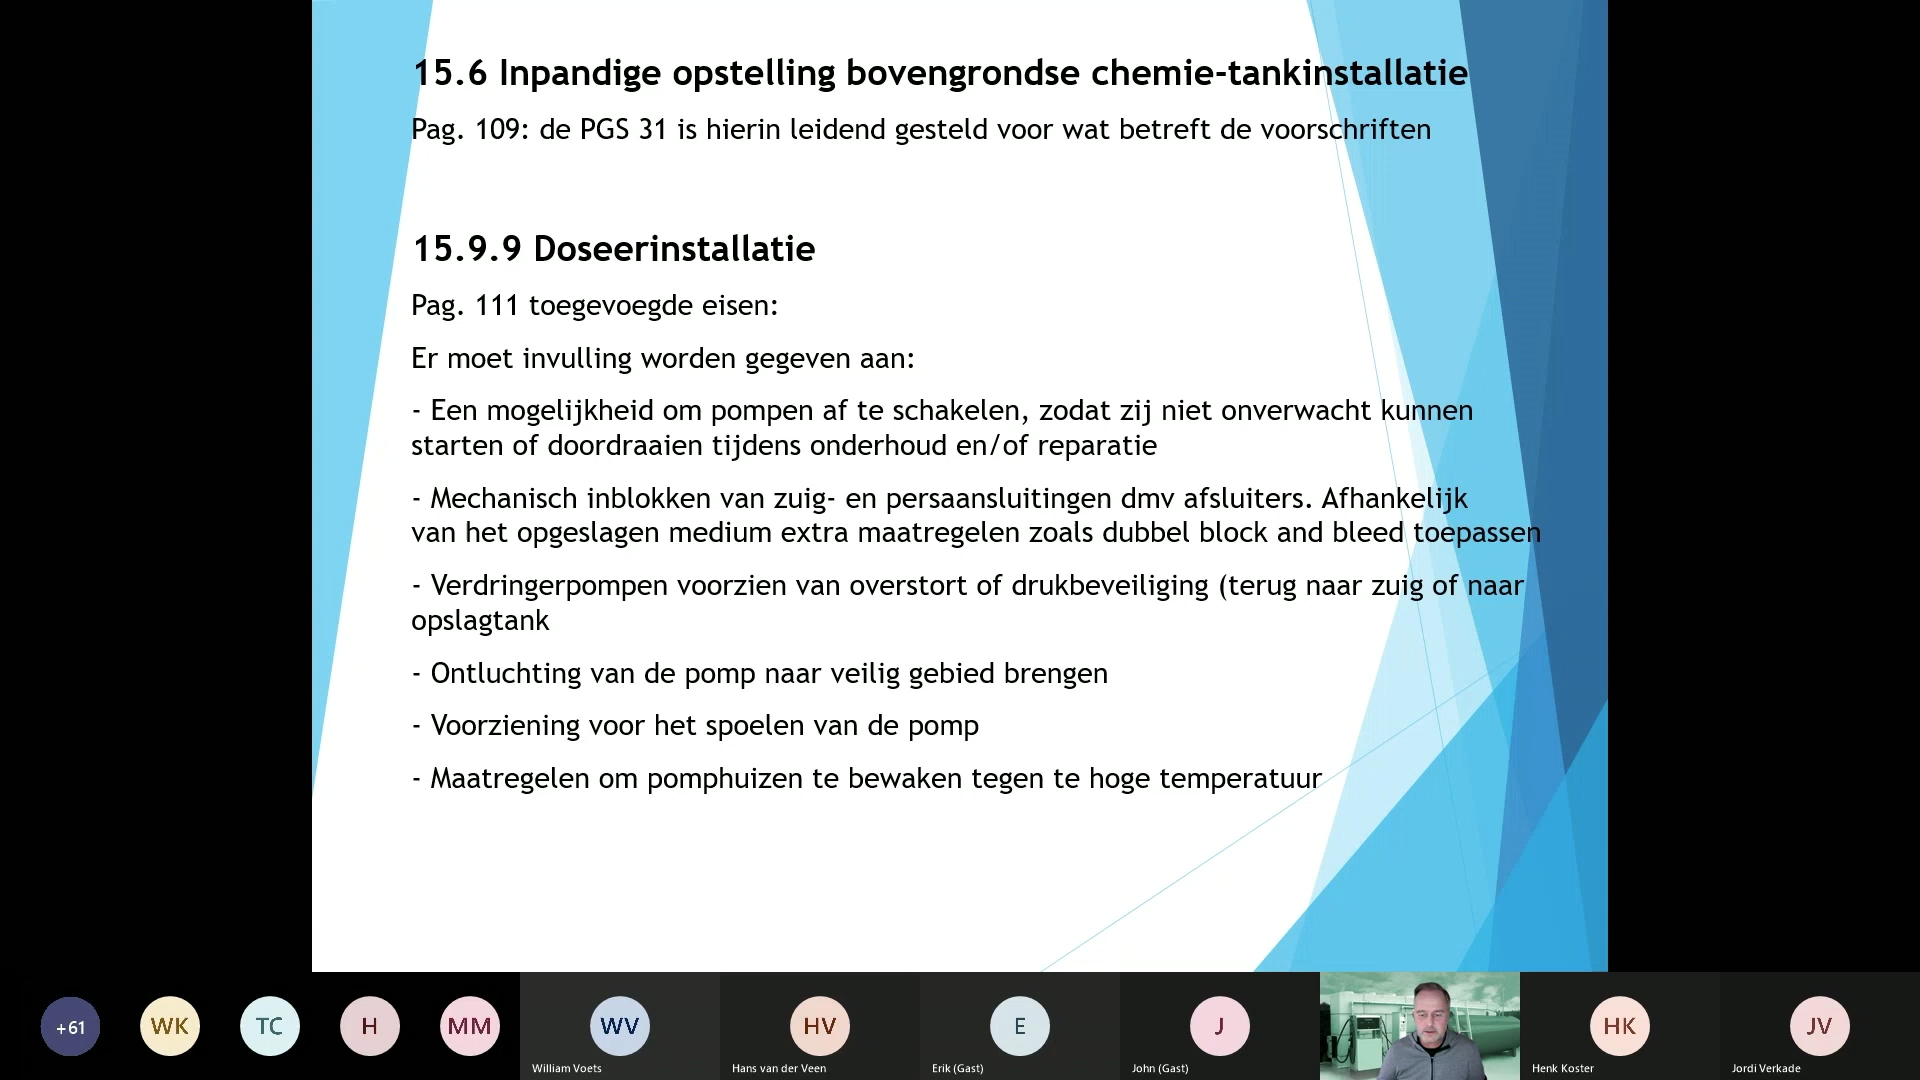 15.6 Inpandige opstelling bovengrondse chemie-tankinstallatie
Pag. 109: de PGS 31 is hierin leidend gesteld voor wat betreft de voorschriften
15.9.9 Doseerinstallatie
Pag. 111 toegevoegde eisen:
Er moet invulling worden gegeven aan:
- Een mogelijkheid om pompen af te schakelen, zodat zij niet onverwacht kunnen
starten of doordraaien tijdens onderhoud en/of reparatie
- Mechanisch inblokken van zuig- en persaansluitingen dmv afsluiters. Afhankelijk
van het opgeslagen medium extra maatregelen zoals dubbel block and bleed toepassen
- Verdringerpompen voorzien van overstort of drukbeveiliging (terug naar zuig of naar
opslagtank
- Ontluchting van de pomp naar veilig gebied brengen
- Voorziening voor het spoelen van de pomp
- Maatregelen om pomphuizen te bewaken tegen te hoge temperatuur
+61 WK TC H MM WV HV E J HK JV
William Voets Hans van der Veen Erik (Gast) John (Gast) Henk Koster Jordi Verkade